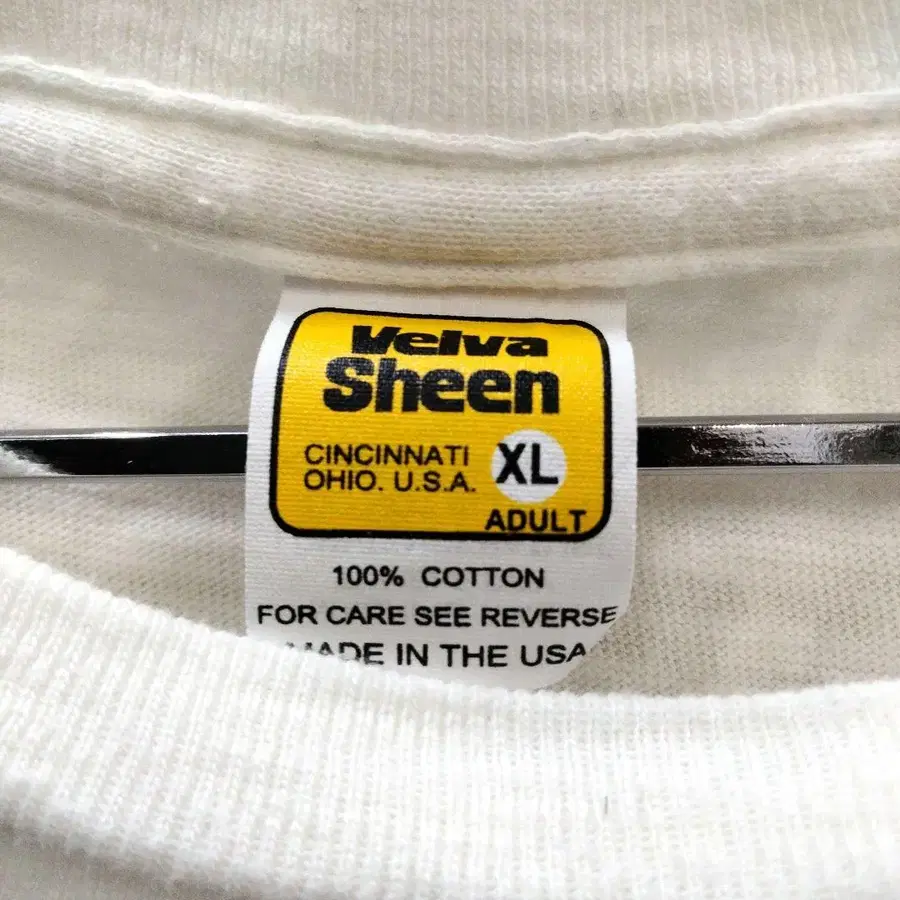 Velva
Sheen
CINCINNATI
OHIO. U.S.A.
XL
ADULT
100% COTTON
FOR CARE SEE REVERSE
MADE IN THE USA